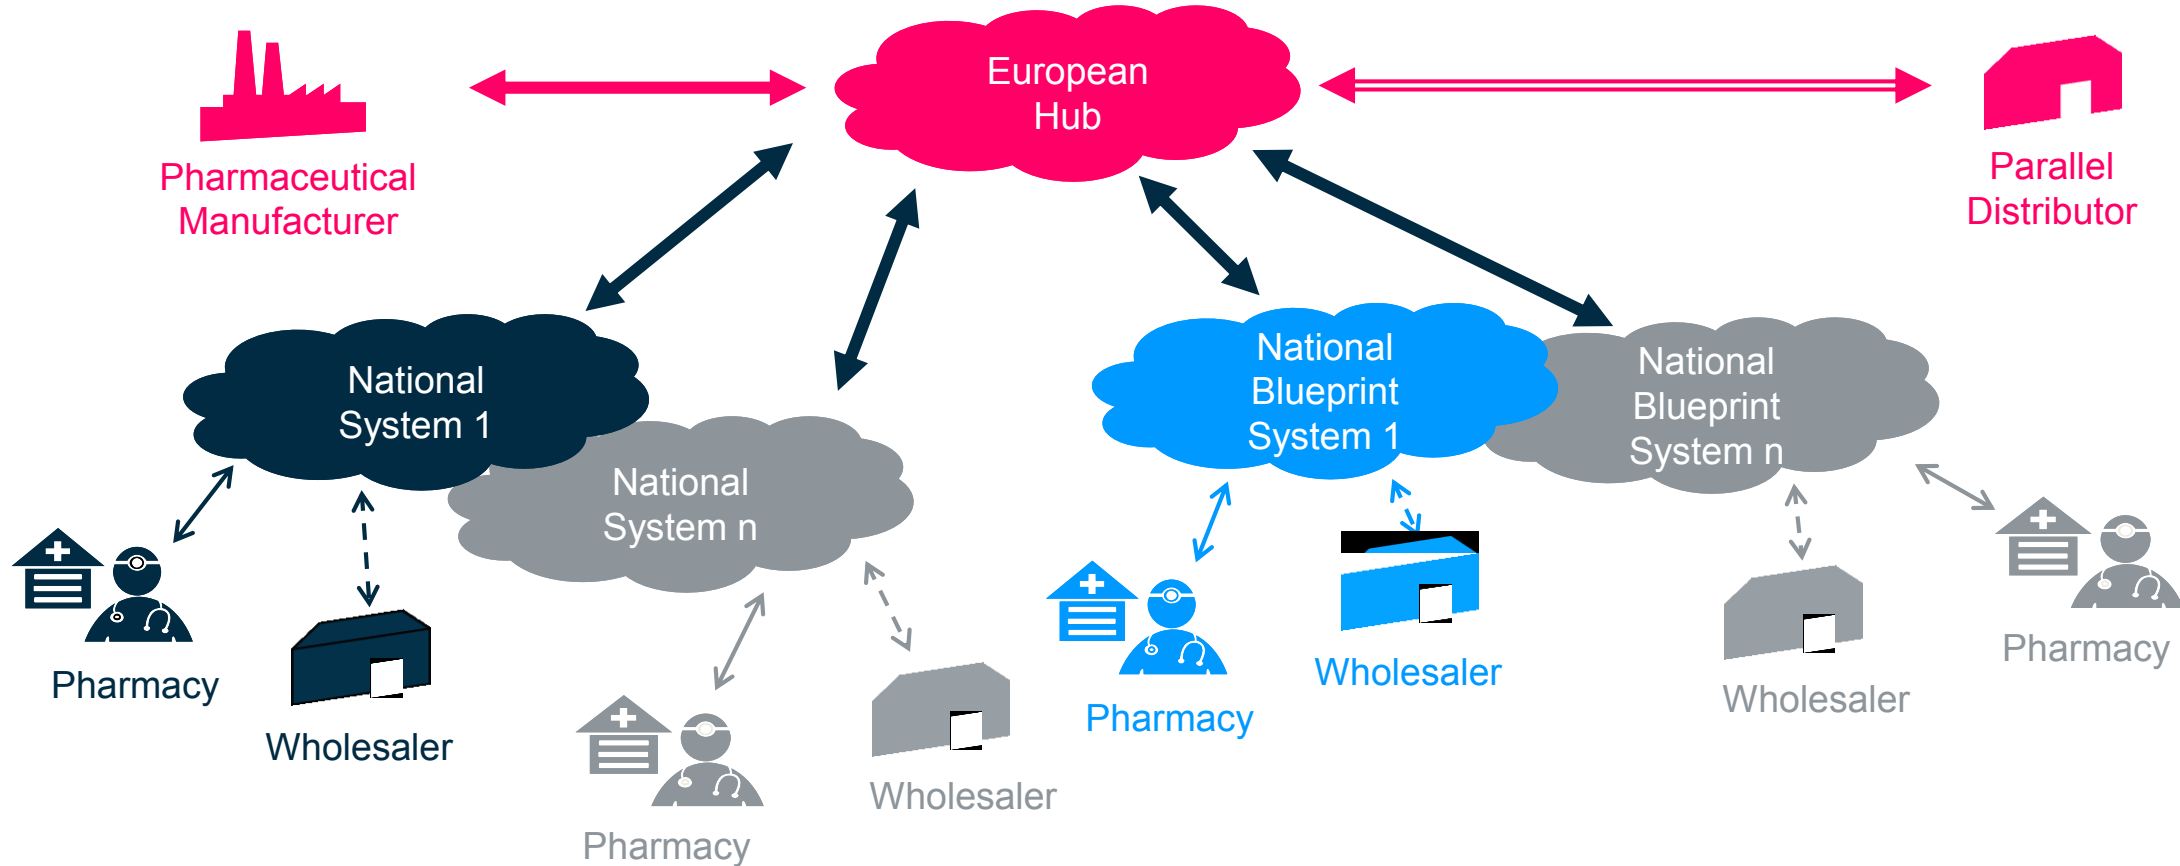 European
Hub
Pharmaceutical
Manufacturer
Parallel
Distributor
National
System 1
National
System n
National
Blueprint
System 1
National
Blueprint
System n
Pharmacy
Wholesaler
Pharmacy
Wholesaler
Pharmacy
Wholesaler
Wholesaler
Pharmacy